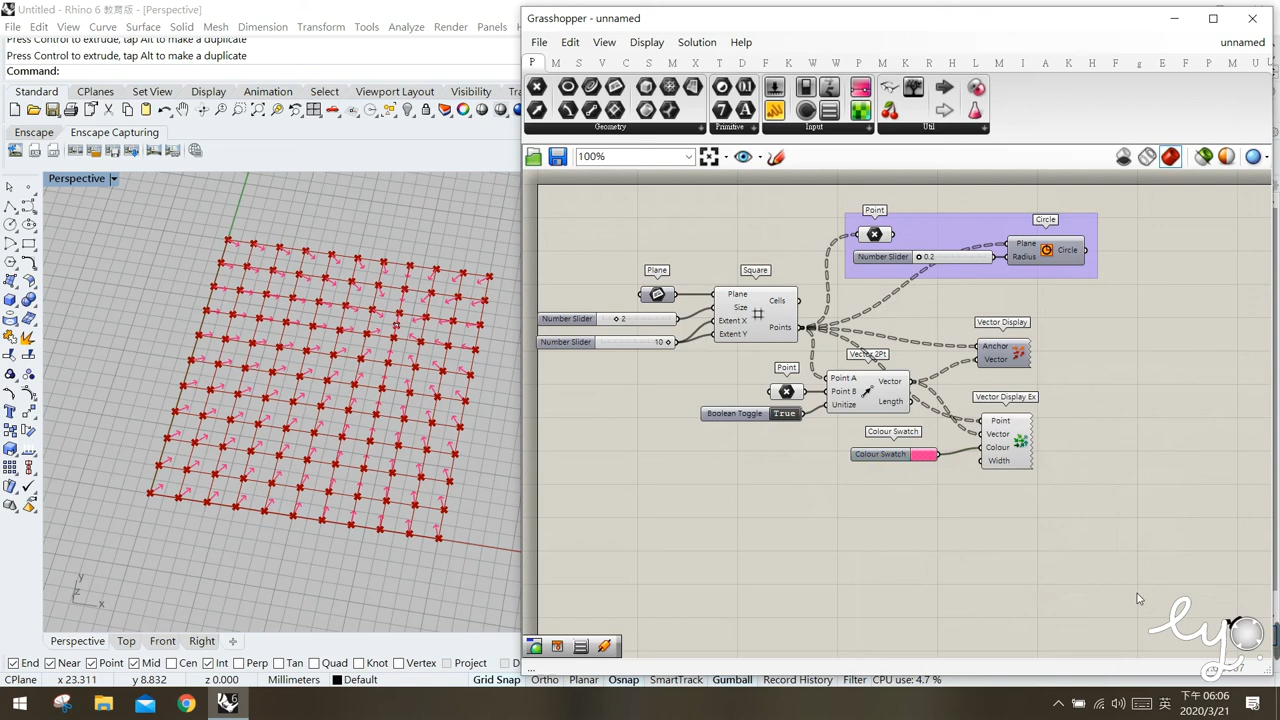 Untitled - Rhino 6 教育版 - [Perspective]
File Edit View Curve Surface Solid Mesh Dimension Transform Tools Analyze Render Panels
Press Control to extrude, tap Alt to make a duplicate
Press Control to extrude, tap Alt to make a duplicate
Command:
Standard CPlanes Set View Display Animation Select Viewport Layout Visibility
Enscape Enscape Capturing
Perspective
y
z
x
Perspective Top Front Right
End Near Point Mid Cen Int Perp Tan Quad Knot Vertex Project
CPlane x 23.311 y 8.832 z 0.000 Millimeters Default Grid Snap Ortho Planar Osnap SmartTrack Gumball Record History Filter CPU use: 4.7 %
Grasshopper - unnamed
File Edit View Display Solution Help unnamed
P M S V C S M X T D F A W W R P M A M I A H L M R E g E T H
Geometry Primitive Input Util
100%
Point
Circle
Plane
Radius
Circle
Number Slider 0.2
Plane
Square
Plane
Size
Extent X
Extent Y
Cells
Points
Number Slider 2
Number Slider 10
Point
Vector 2Pt
Point A
Point B
Unitize
Vector
Length
Boolean Toggle True
Vector Display
Anchor
Vector
Vector Display Ex
Point
Vector
Colour
Width
Colour Swatch
Colour Swatch
...
lyo
英
下午 06:06
2020/3/21